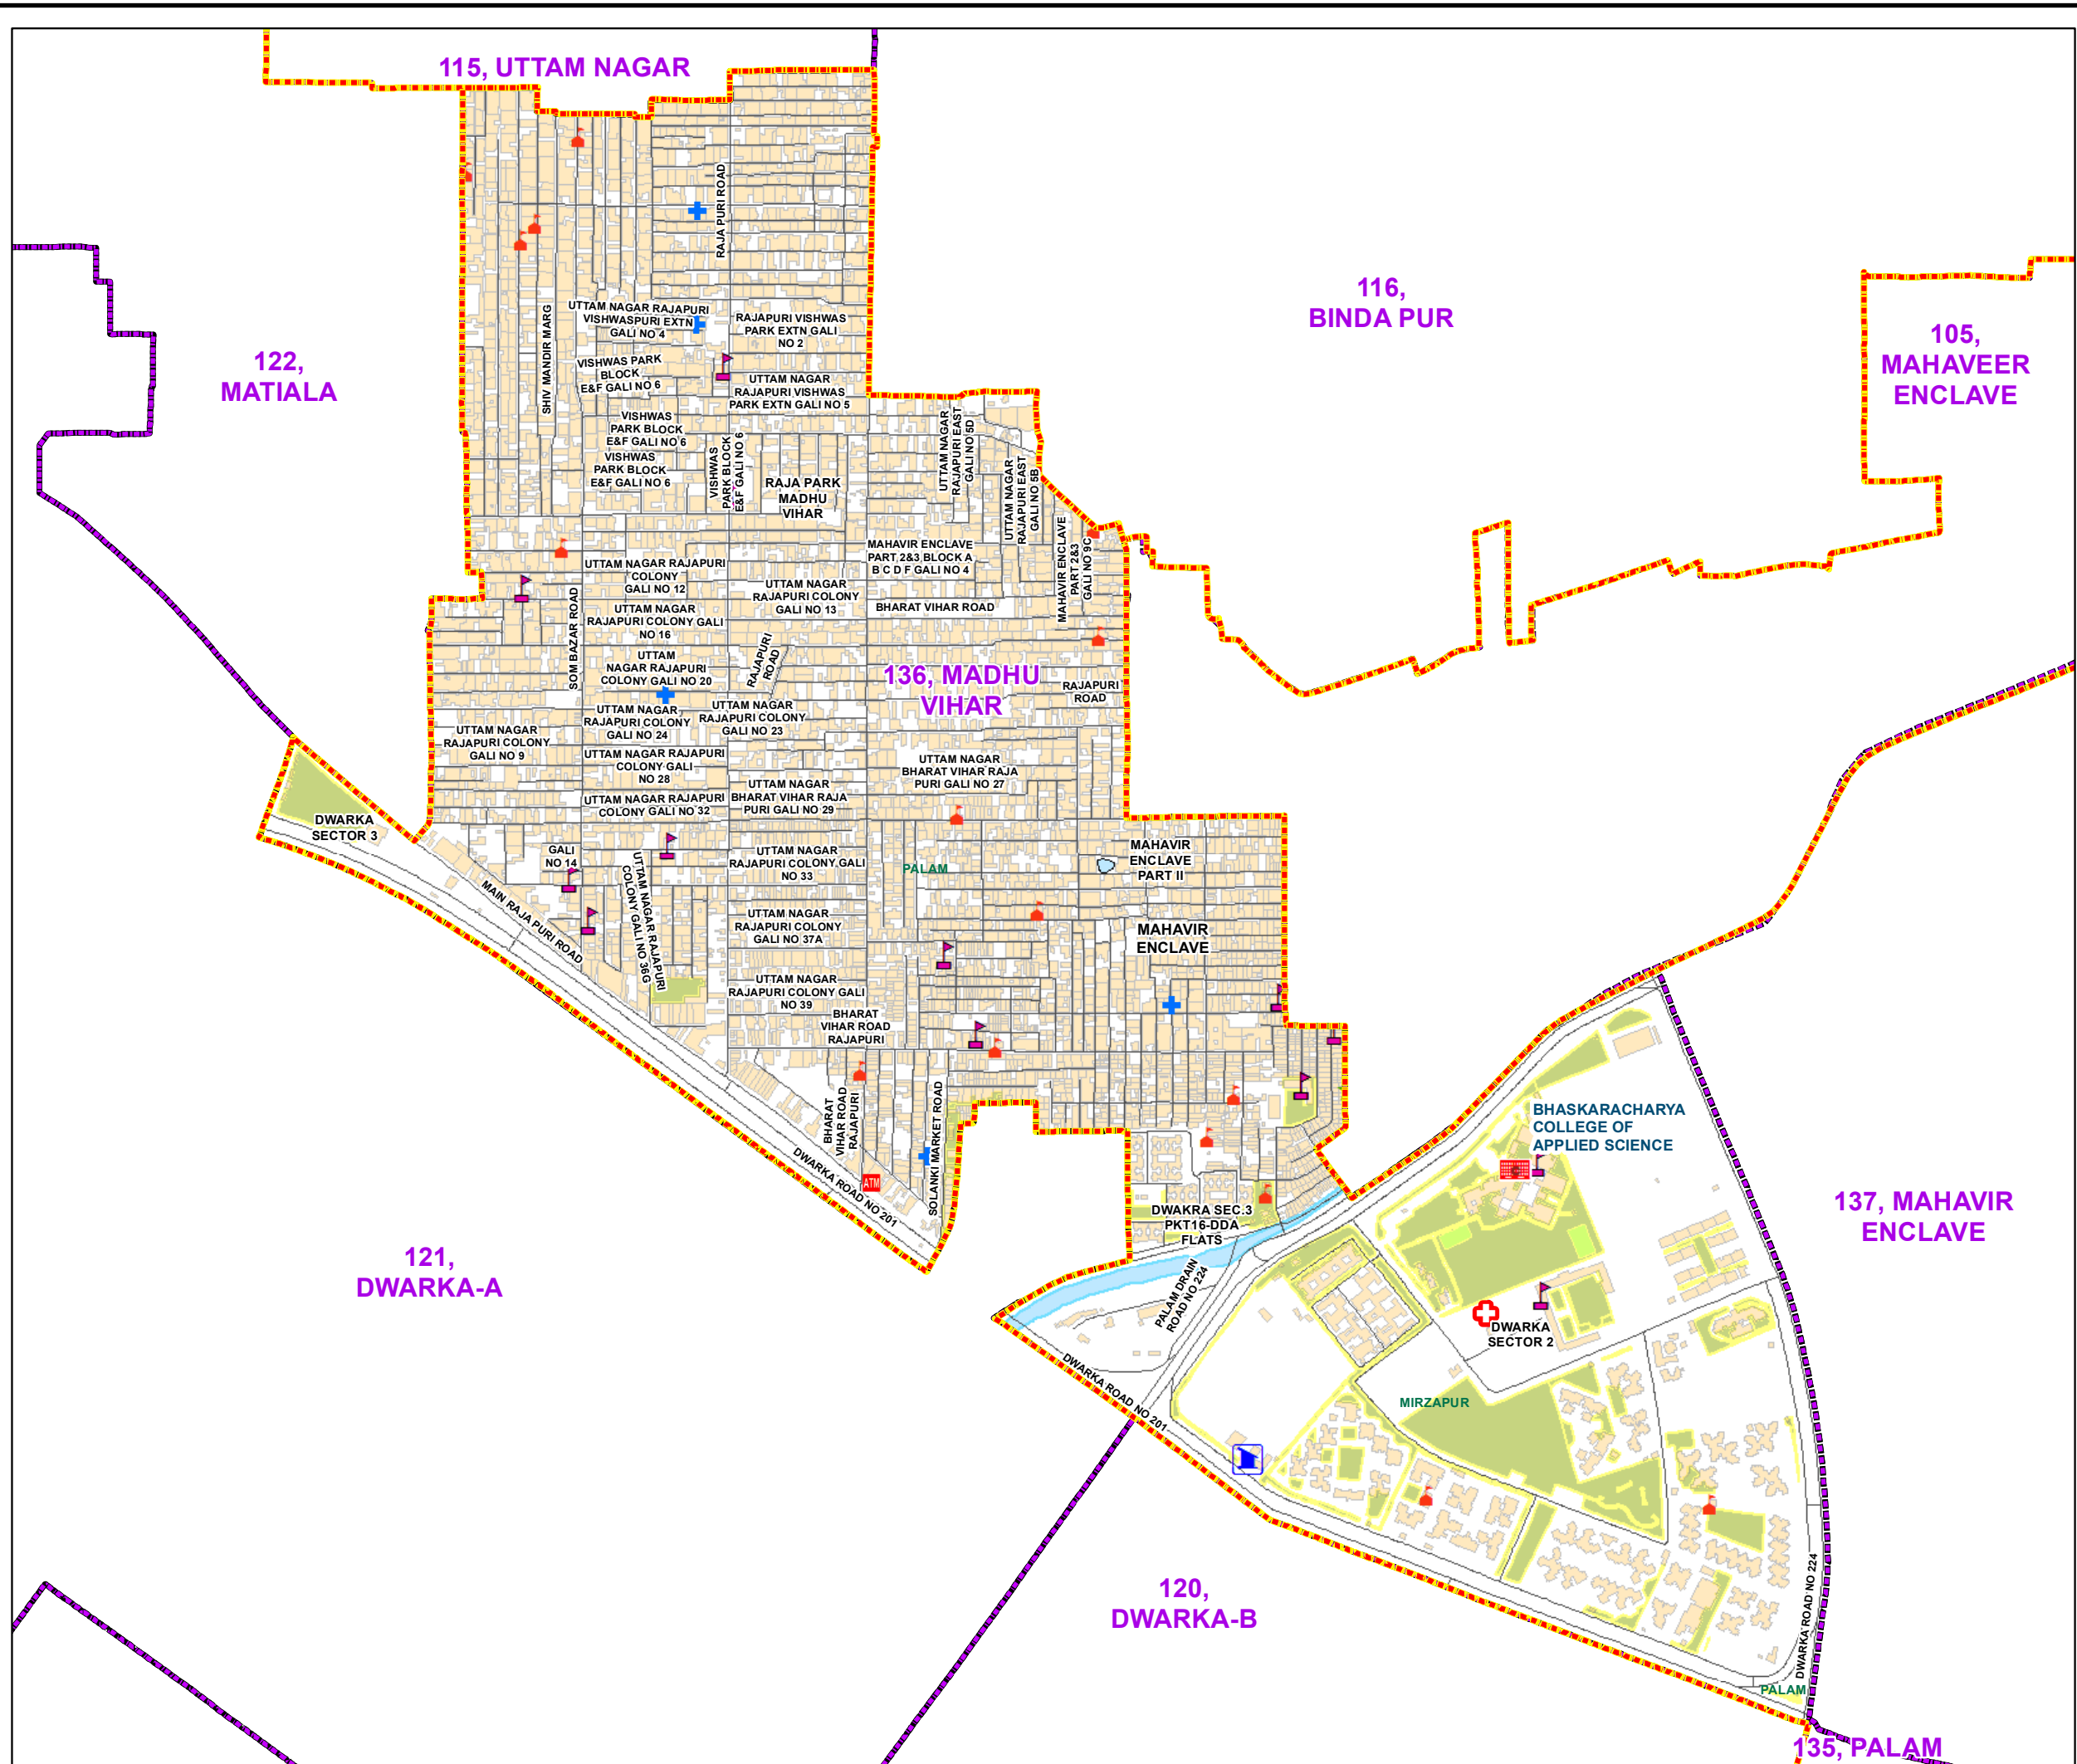 115, UTTAM NAGAR
RAJA PURI ROAD
116,
BINDA PUR
105,
MAHAVEER
ENCLAVE
122,
MATIALA
SHIV MANDIR MARG
UTTAM NAGAR RAJAPURI
VISHWASPURI EXTN
GALI NO 4
RAJAPURI VISHWAS
PARK EXTN GALI
NO 2
VISHWAS PARK
BLOCK
E&F GALI NO 6
UTTAM NAGAR
RAJAPURI VISHWAS
PARK EXTN GALI NO 5
VISHWAS
PARK BLOCK
E&F GALI NO 6
VISHWAS
PARK BLOCK
E&F GALI NO 6
VISHWAS
PARK BLOCK
E&F GALI NO 6
RAJA PARK
MADHU
VIHAR
UTTAM NAGAR
RAJAPURI EAST
GALI NO 5D
UTTAM NAGAR
RAJAPURI EAST
GALI NO 5B
MAHAVIR ENCLAVE
PART 2&3
GALI NO 9C
MAHAVIR ENCLAVE
PART 2&3 BLOCK A
B C D F GALI NO 4
UTTAM NAGAR RAJAPURI
COLONY
GALI NO 12
UTTAM NAGAR
RAJAPURI COLONY
GALI NO 13
BHARAT VIHAR ROAD
SOM BAZAR ROAD
UTTAM NAGAR
RAJAPURI COLONY GALI
NO 16
RAJAPURI
ROAD
UTTAM
NAGAR RAJAPURI
COLONY GALI NO 20
136, MADHU
VIHAR
RAJAPURI
ROAD
UTTAM NAGAR
RAJAPURI COLONY
GALI NO 24
UTTAM NAGAR
RAJAPURI COLONY
GALI NO 23
UTTAM NAGAR
RAJAPURI COLONY
GALI NO 9
UTTAM NAGAR RAJAPURI
COLONY GALI
NO 28
UTTAM NAGAR
BHARAT VIHAR RAJA
PURI GALI NO 27
UTTAM NAGAR RAJAPURI
COLONY GALI NO 32
UTTAM NAGAR
BHARAT VIHAR RAJA
PURI GALI NO 29
DWARKA
SECTOR 3
GALI
NO 14
UTTAM NAGAR RAJAPURI
COLONY GALI NO 36G
UTTAM NAGAR
RAJAPURI COLONY GALI
NO 33
PALAM
MAHAVIR
ENCLAVE
PART II
MAIN RAJA PURI ROAD
UTTAM NAGAR
RAJAPURI COLONY
GALI NO 37A
MAHAVIR
ENCLAVE
UTTAM NAGAR
RAJAPURI COLONY GALI
NO 39
BHARAT
VIHAR ROAD
RAJAPURI
BHARAT
VIHAR ROAD
RAJAPURI
SOLANKI MARKET ROAD
ATM
DWARKA ROAD NO 201
BHASKARACHARYA
COLLEGE OF
APPLIED SCIENCE
DWAKRA SEC.3
PKT16-DDA
FLATS
137, MAHAVIR
ENCLAVE
121,
DWARKA-A
PALAM DRAIN
ROAD NO 224
DWARKA
SECTOR 2
DWARKA ROAD NO 201
MIRZAPUR
120,
DWARKA-B
DWARKA ROAD NO 224
PALAM
135, PALAM